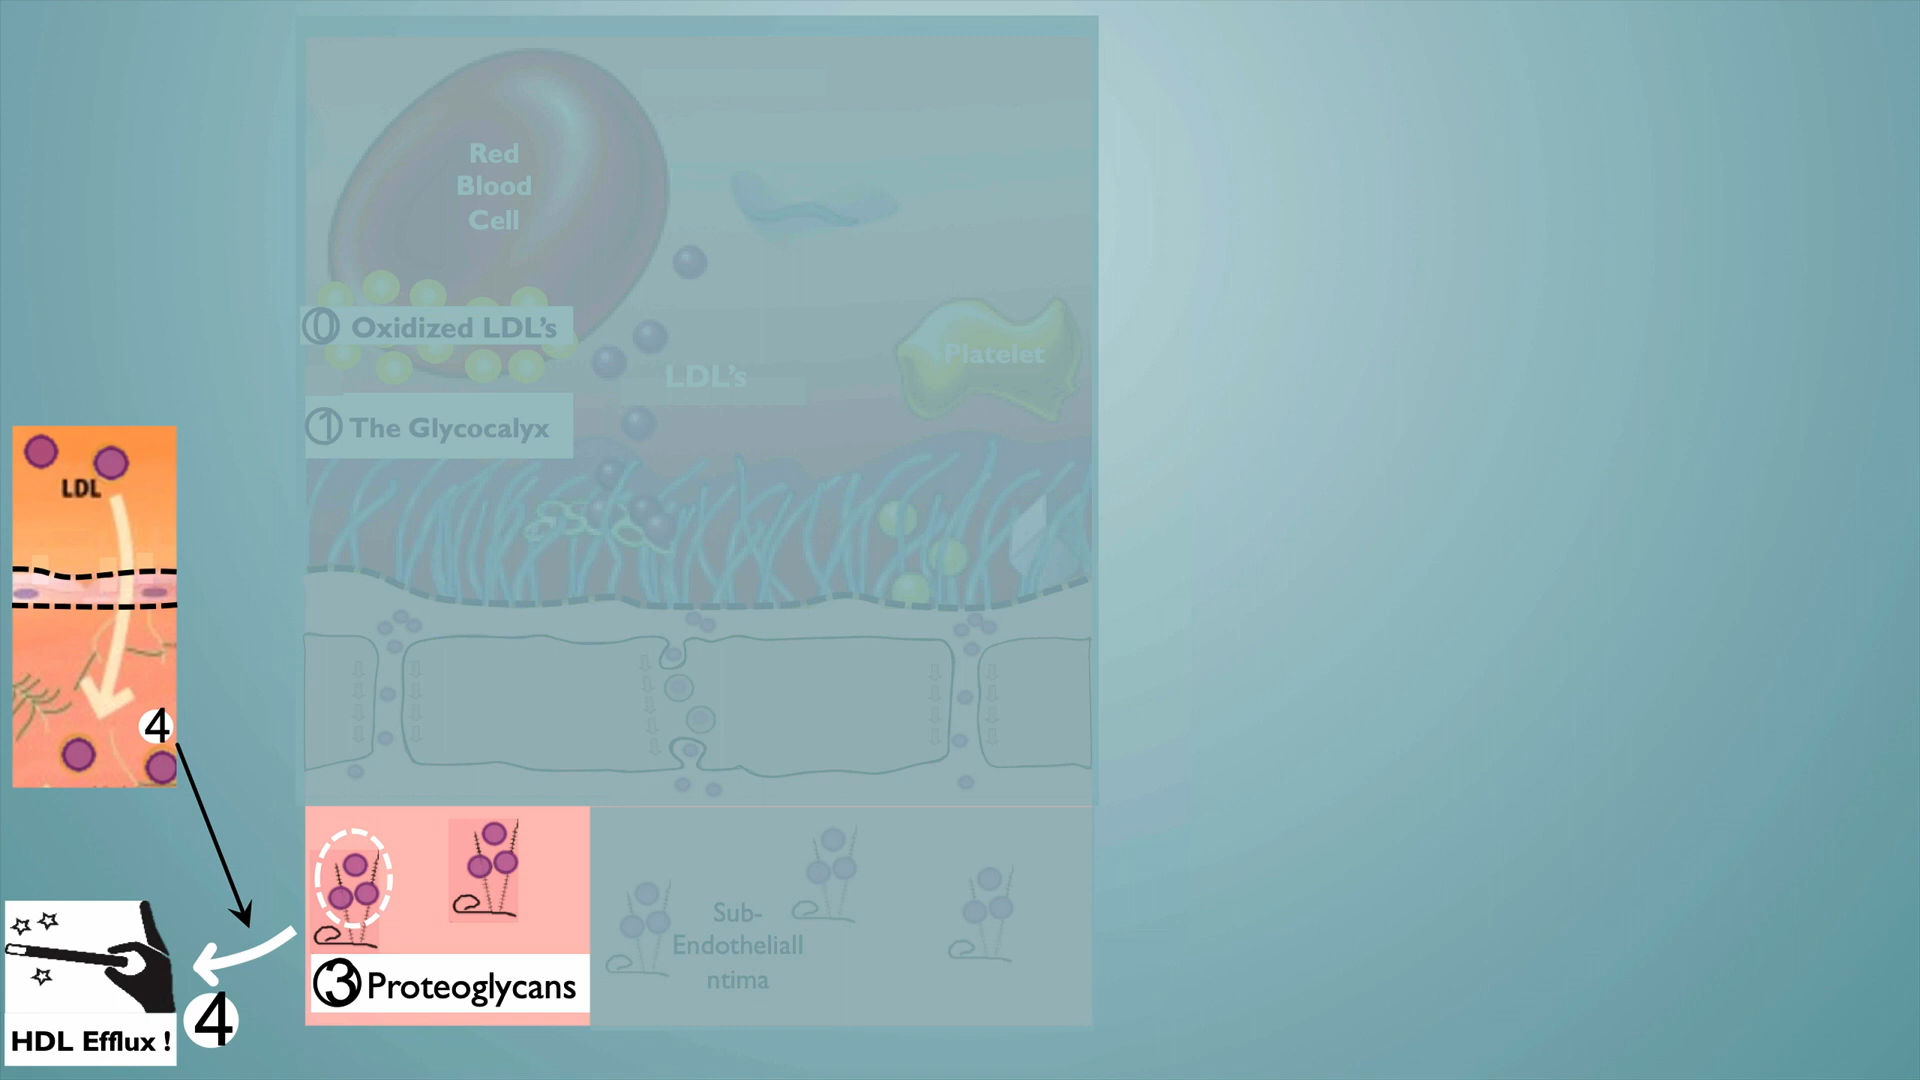 Red
Blood
Cell
0 Oxidized LDL’s
LDL’s
Platelet
1 The Glycocalyx
LDL
4
Sub-
Endotheliall
ntima
3 Proteoglycans
4
HDL Efflux !